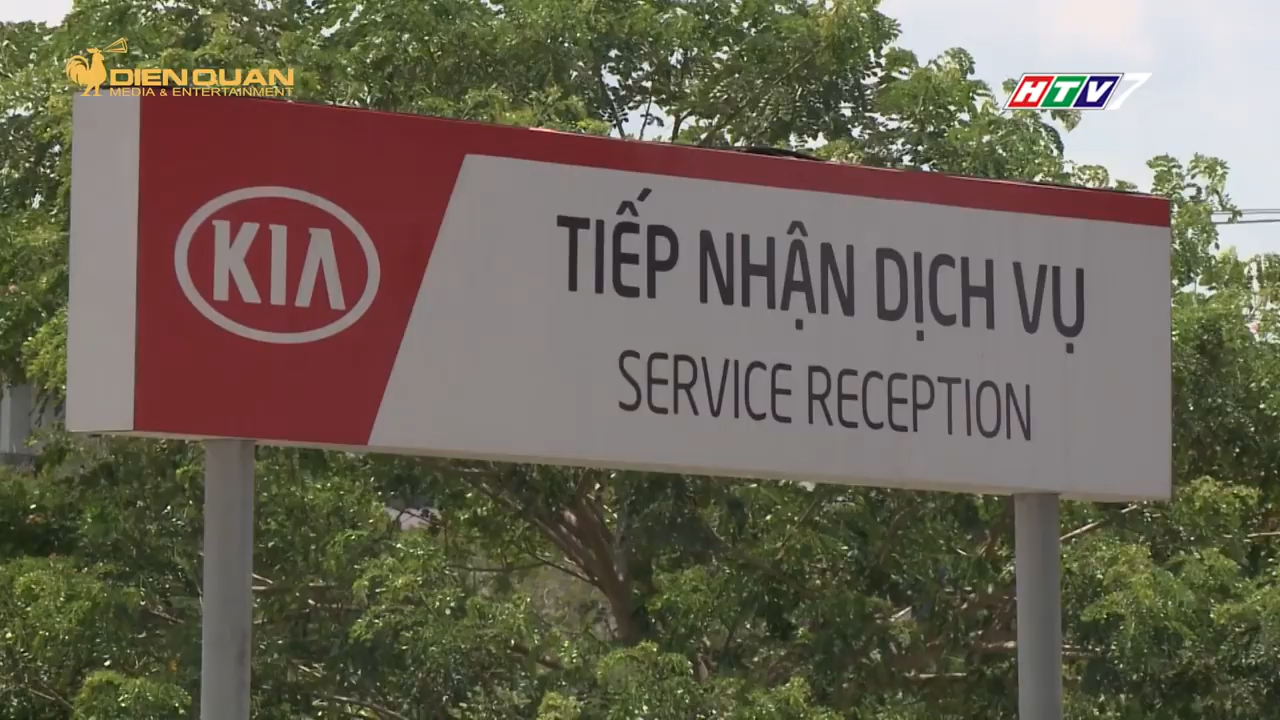 DIEN QUAN
MEDIA & ENTERTAINMENT
HTV7
KIA
TIẾP NHẬN DỊCH VỤ
SERVICE RECEPTION